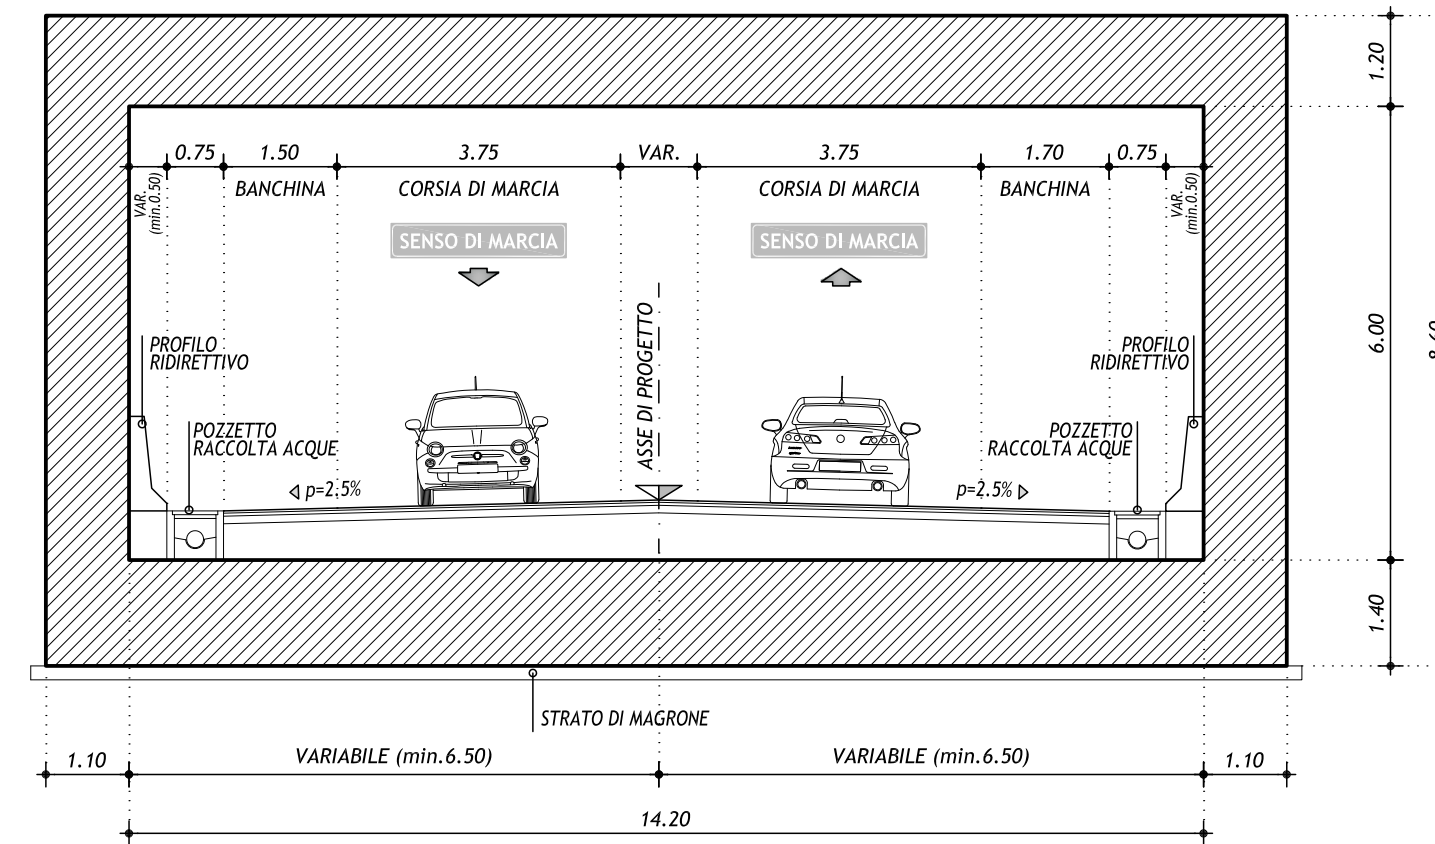 1.20
0.75 1.50 3.75 VAR. 3.75 1.70 0.75
VAR.
(min.0.50)
BANCHINA CORSIA DI MARCIA CORSIA DI MARCIA BANCHINA
VAR.
(min.0.50)
SENSO DI MARCIA SENSO DI MARCIA
ASSE DI PROGETTO
6.00
PROFILO
RIDIRETTIVO
PROFILO
RIDIRETTIVO
POZZETTO
RACCOLTA ACQUE
POZZETTO
RACCOLTA ACQUE
p=2.5% p=2.5%
1.40
STRATO DI MAGRONE
1.10 VARIABILE (min.6.50) VARIABILE (min.6.50) 1.10
14.20